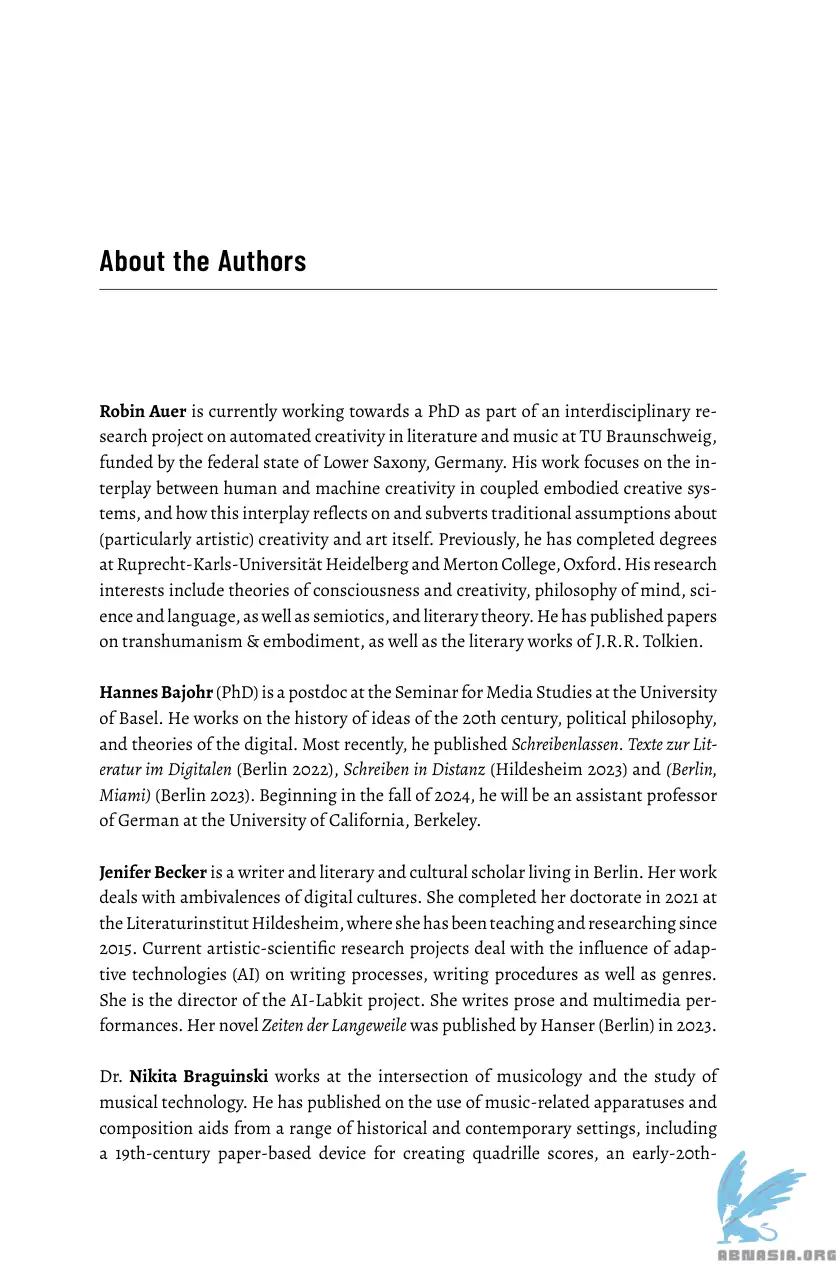 About the Authors
Robin Auer is currently working towards a PhD as part of an interdisciplinary re-
search project on automated creativity in literature and music at TU Braunschweig,
funded by the federal state of Lower Saxony, Germany. His work focuses on the in-
terplay between human and machine creativity in coupled embodied creative sys-
tems, and how this interplay reflects on and subverts traditional assumptions about
(particularly artistic) creativity and art itself. Previously, he has completed degrees
at Ruprecht-Karls-Universität Heidelberg and Merton College, Oxford. His research
interests include theories of consciousness and creativity, philosophy of mind, sci-
ence and language, as well as semiotics, and literary theory. He has published papers
on transhumanism & embodiment, as well as the literary works of J.R.R. Tolkien.
Hannes Bajohr (PhD) is a postdoc at the Seminar for Media Studies at the University
of Basel. He works on the history of ideas of the 20th century, political philosophy,
and theories of the digital. Most recently, he published Schreibenlassen. Texte zur Lit-
eratur im Digitalen (Berlin 2022), Schreiben in Distanz (Hildesheim 2023) and (Berlin,
Miami) (Berlin 2023). Beginning in the fall of 2024, he will be an assistant professor
of German at the University of California, Berkeley.
Jenifer Becker is a writer and literary and cultural scholar living in Berlin. Her work
deals with ambivalences of digital cultures. She completed her doctorate in 2021 at
the Literaturinstitut Hildesheim, where she has been teaching and researching since
2015. Current artistic-scientific research projects deal with the influence of adap-
tive technologies (AI) on writing processes, writing procedures as well as genres.
She is the director of the AI-Labkit project. She writes prose and multimedia per-
formances. Her novel Zeiten der Langeweile was published by Hanser (Berlin) in 2023.
Dr. Nikita Braguinski works at the intersection of musicology and the study of
musical technology. He has published on the use of music-related apparatuses and
composition aids from a range of historical and contemporary settings, including
a 19th-century paper-based device for creating quadrille scores, an early-20th-
ABNASIA.ORG